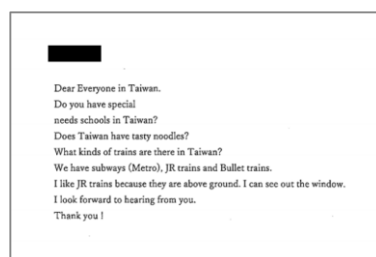 Dear Everyone in Taiwan.
Do you have special
needs schools in Taiwan?
Does Taiwan have tasty noodles?
What kinds of trains are there in Taiwan?
We have subways (Metro), JR trains and Bullet trains.
I like JR trains because they are above ground. I can see out the window.
I look forward to hearing from you.
Thank you !